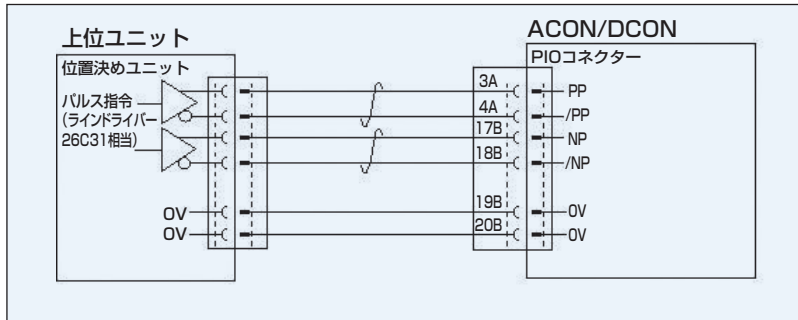 上位ユニット
位置決めユニット
パルス指令
(ラインドライバー
26C31相当)
0V
0V
ACON/DCON
PIOコネクター
3A
PP
4A
/PP
17B
NP
18B
/NP
19B
0V
20B
0V